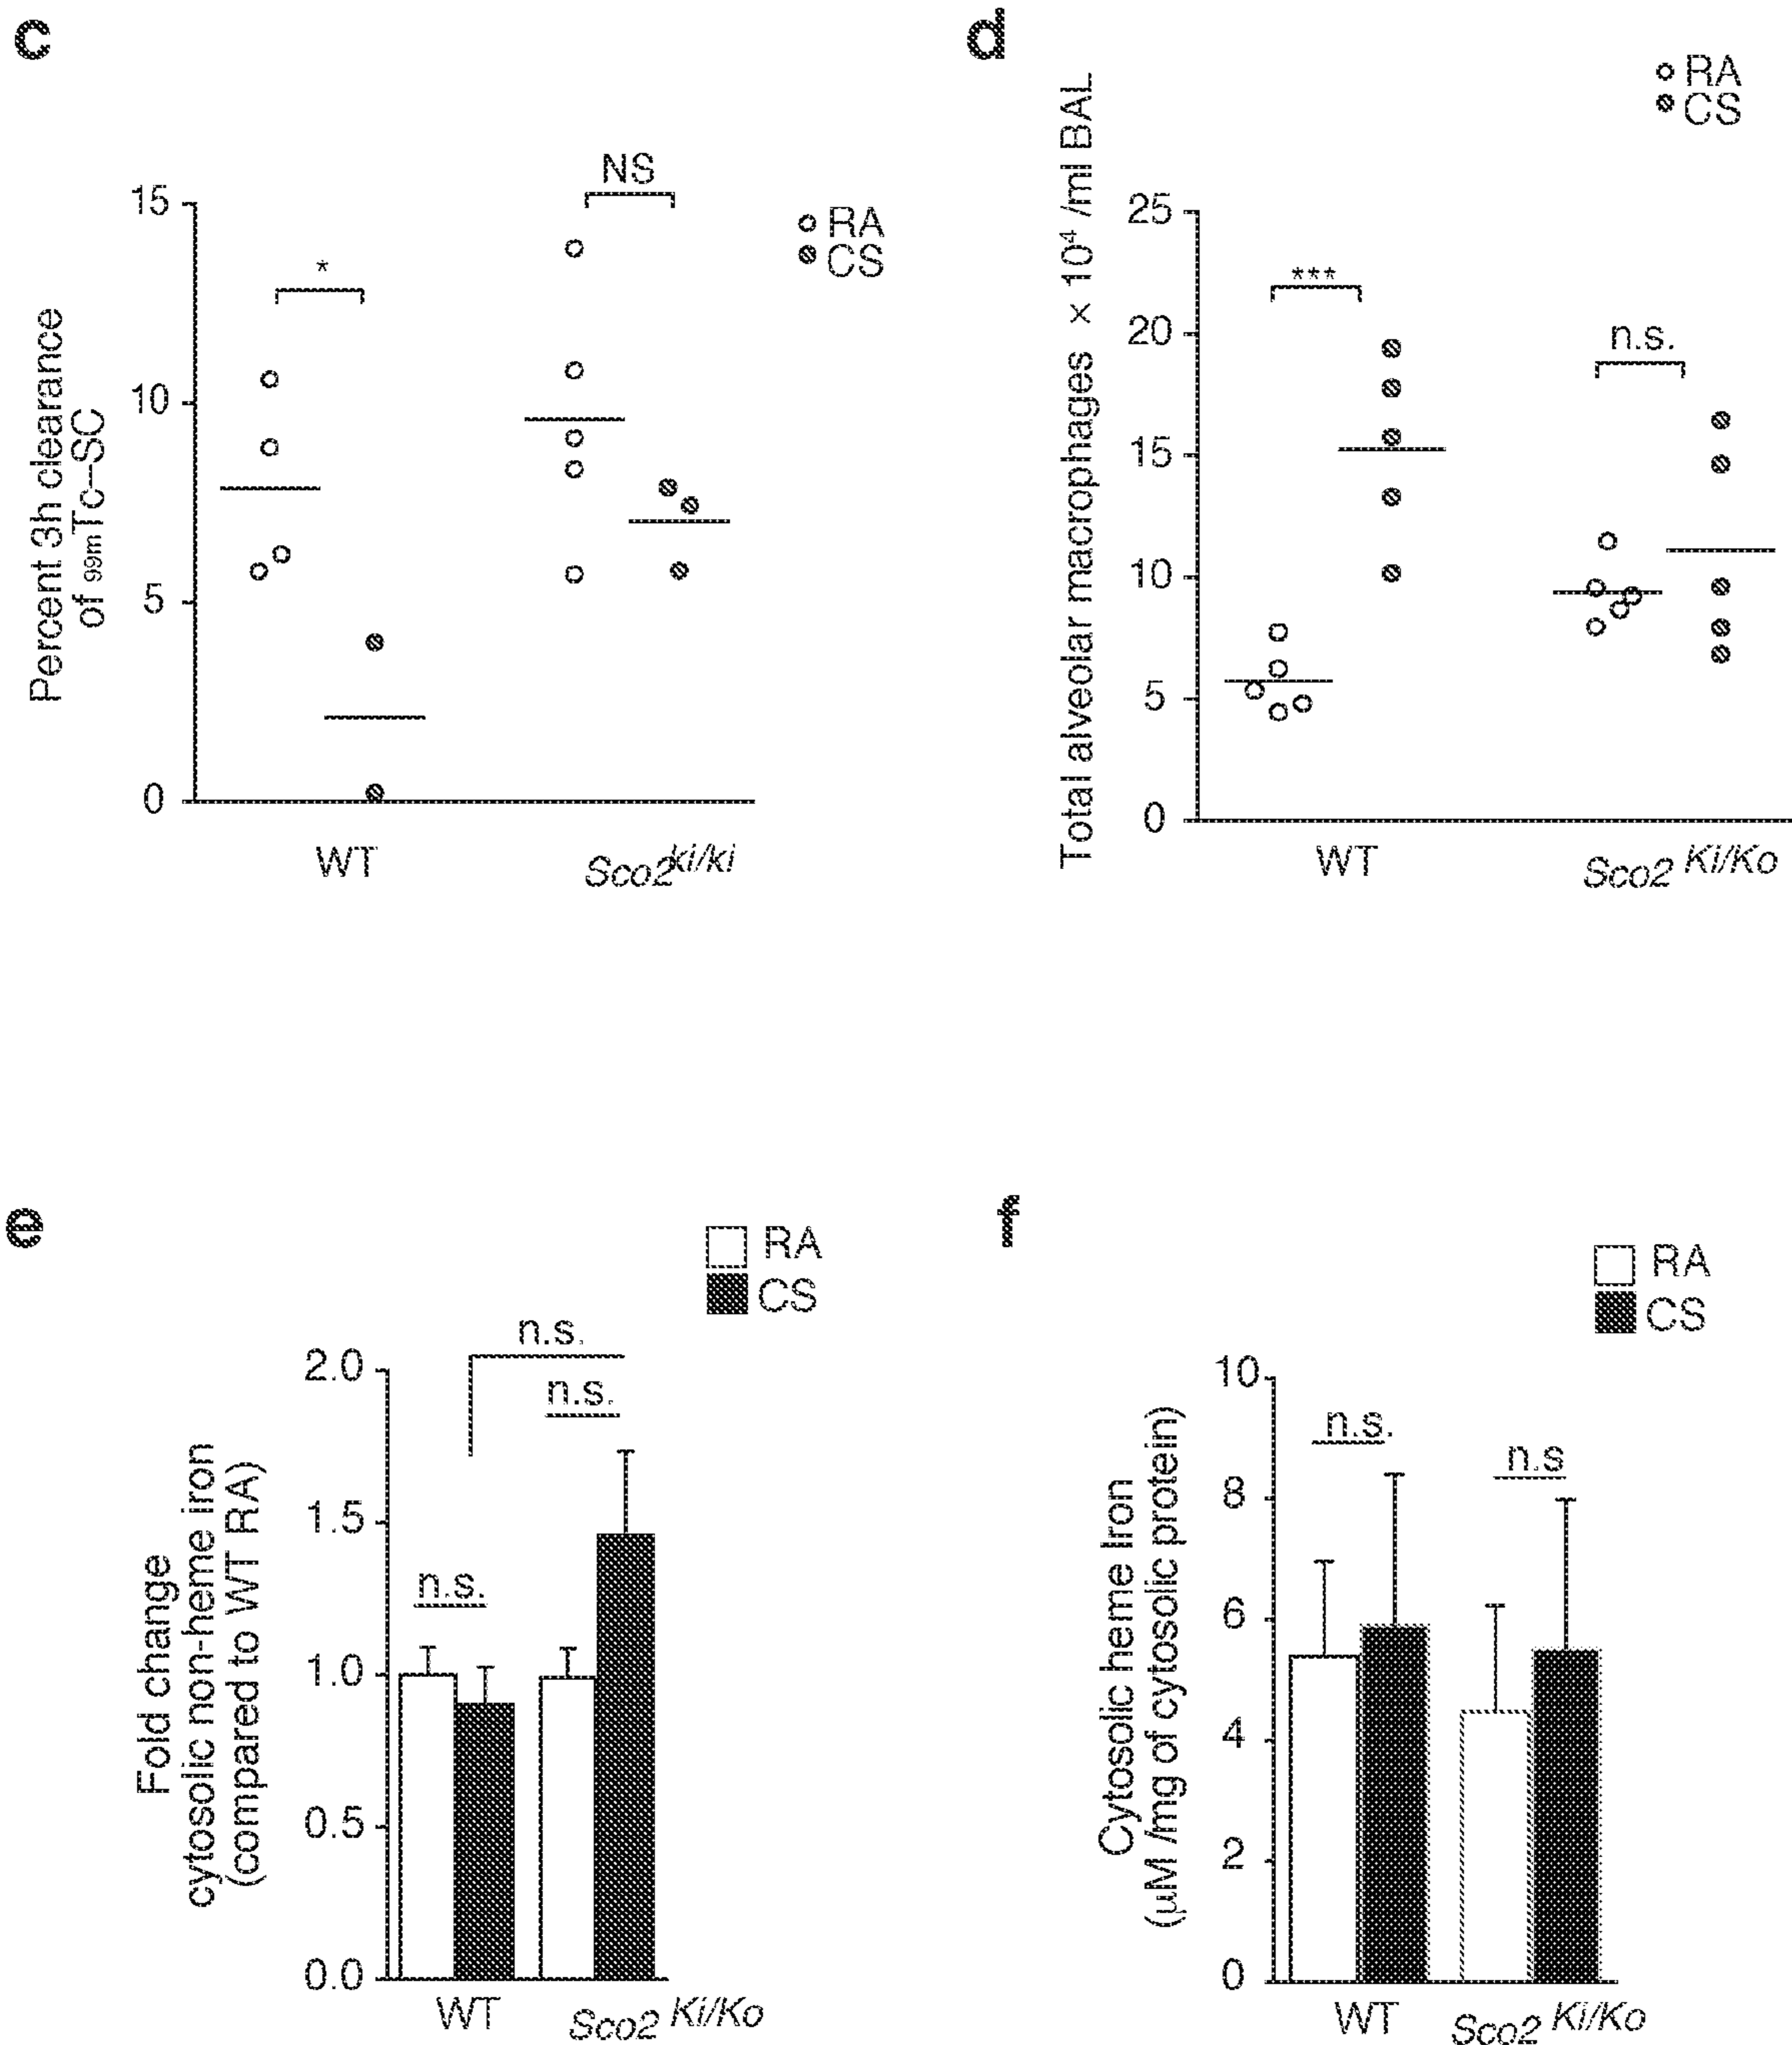 c
NS
*
RA
CS
15
10
5
0
Percent 3h clearance
of 99mTc–SC
WT
Sco2ki/ki
d
RA
CS
***
n.s.
25
20
15
10
5
0
Total alveolar macrophages × 10⁴ /ml BAL
WT
Sco2 Ki/Ko
e
RA
CS
n.s.
n.s.
n.s.
2.0
1.5
1.0
0.5
0.0
Fold change
cytosolic non-heme iron
(compared to WT RA)
WT
Sco2 Ki/Ko
f
RA
CS
n.s.
n.s
10
8
6
4
2
0
Cytosolic heme Iron
(µM /mg of cytosolic protein)
WT
Sco2 Ki/Ko